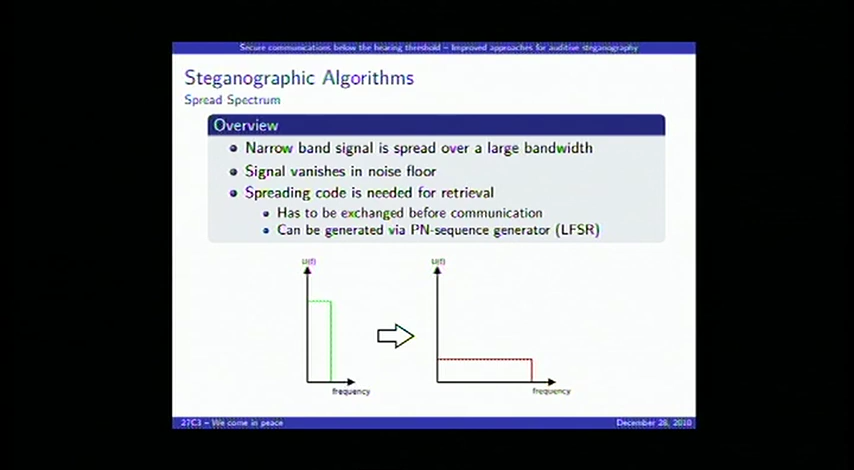 Secure communications below the hearing threshold – Improved approaches for auditive steganography
Steganographic Algorithms
Spread Spectrum
Overview
Narrow band signal is spread over a large bandwidth
Signal vanishes in noise floor
Spreading code is needed for retrieval
Has to be exchanged before communication
Can be generated via PN-sequence generator (LFSR)
U(f) U(f)
frequency frequency
27C3 – We come in peace December 28, 2010